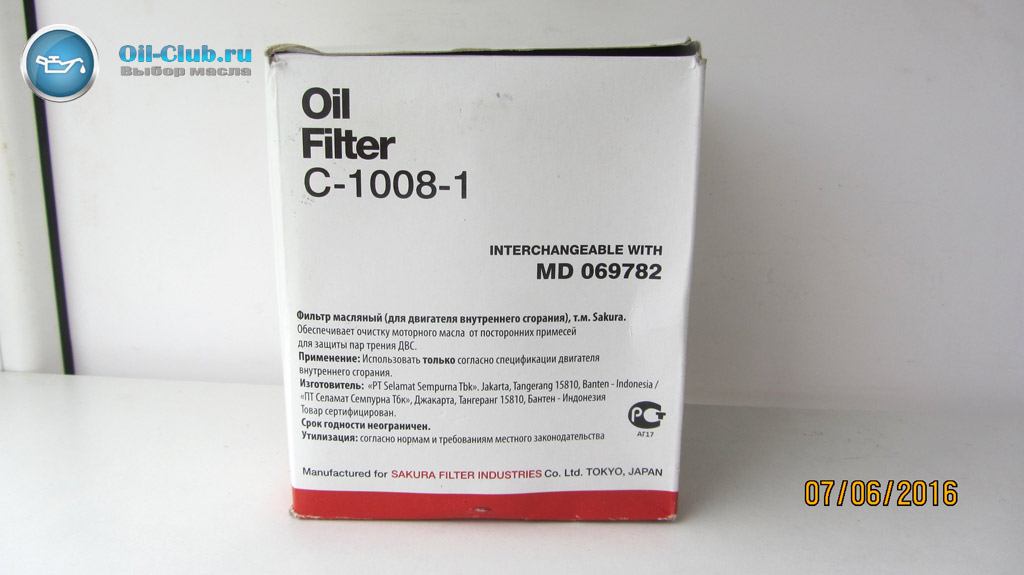 Oil-Club.ru
Выбор масла
Oil
Filter
C-1008-1
INTERCHANGEABLE WITH
MD 069782
Фильтр масляный (для двигателя внутреннего сгорания), т.м. Sakura.
Обеспечивает очистку моторного масла от посторонних примесей
для защиты пар трения ДВС.
Применение: Использовать только согласно спецификации двигателя
внутреннего сгорания.
Изготовитель: «PT Selamat Sempurna Tbk». Jakarta, Tangerang 15810, Banten - Indonesia /
«ПТ Селамат Семпурна Тбк», Джакарта, Тангеранг 15810, Бантен - Индонезия
Товар сертифицирован.
Срок годности неограничен.
Утилизация: согласно нормам и требованиям местного законодательства
РСТ
АГ17
Manufactured for SAKURA FILTER INDUSTRIES Co. Ltd. TOKYO, JAPAN
07/06/2016